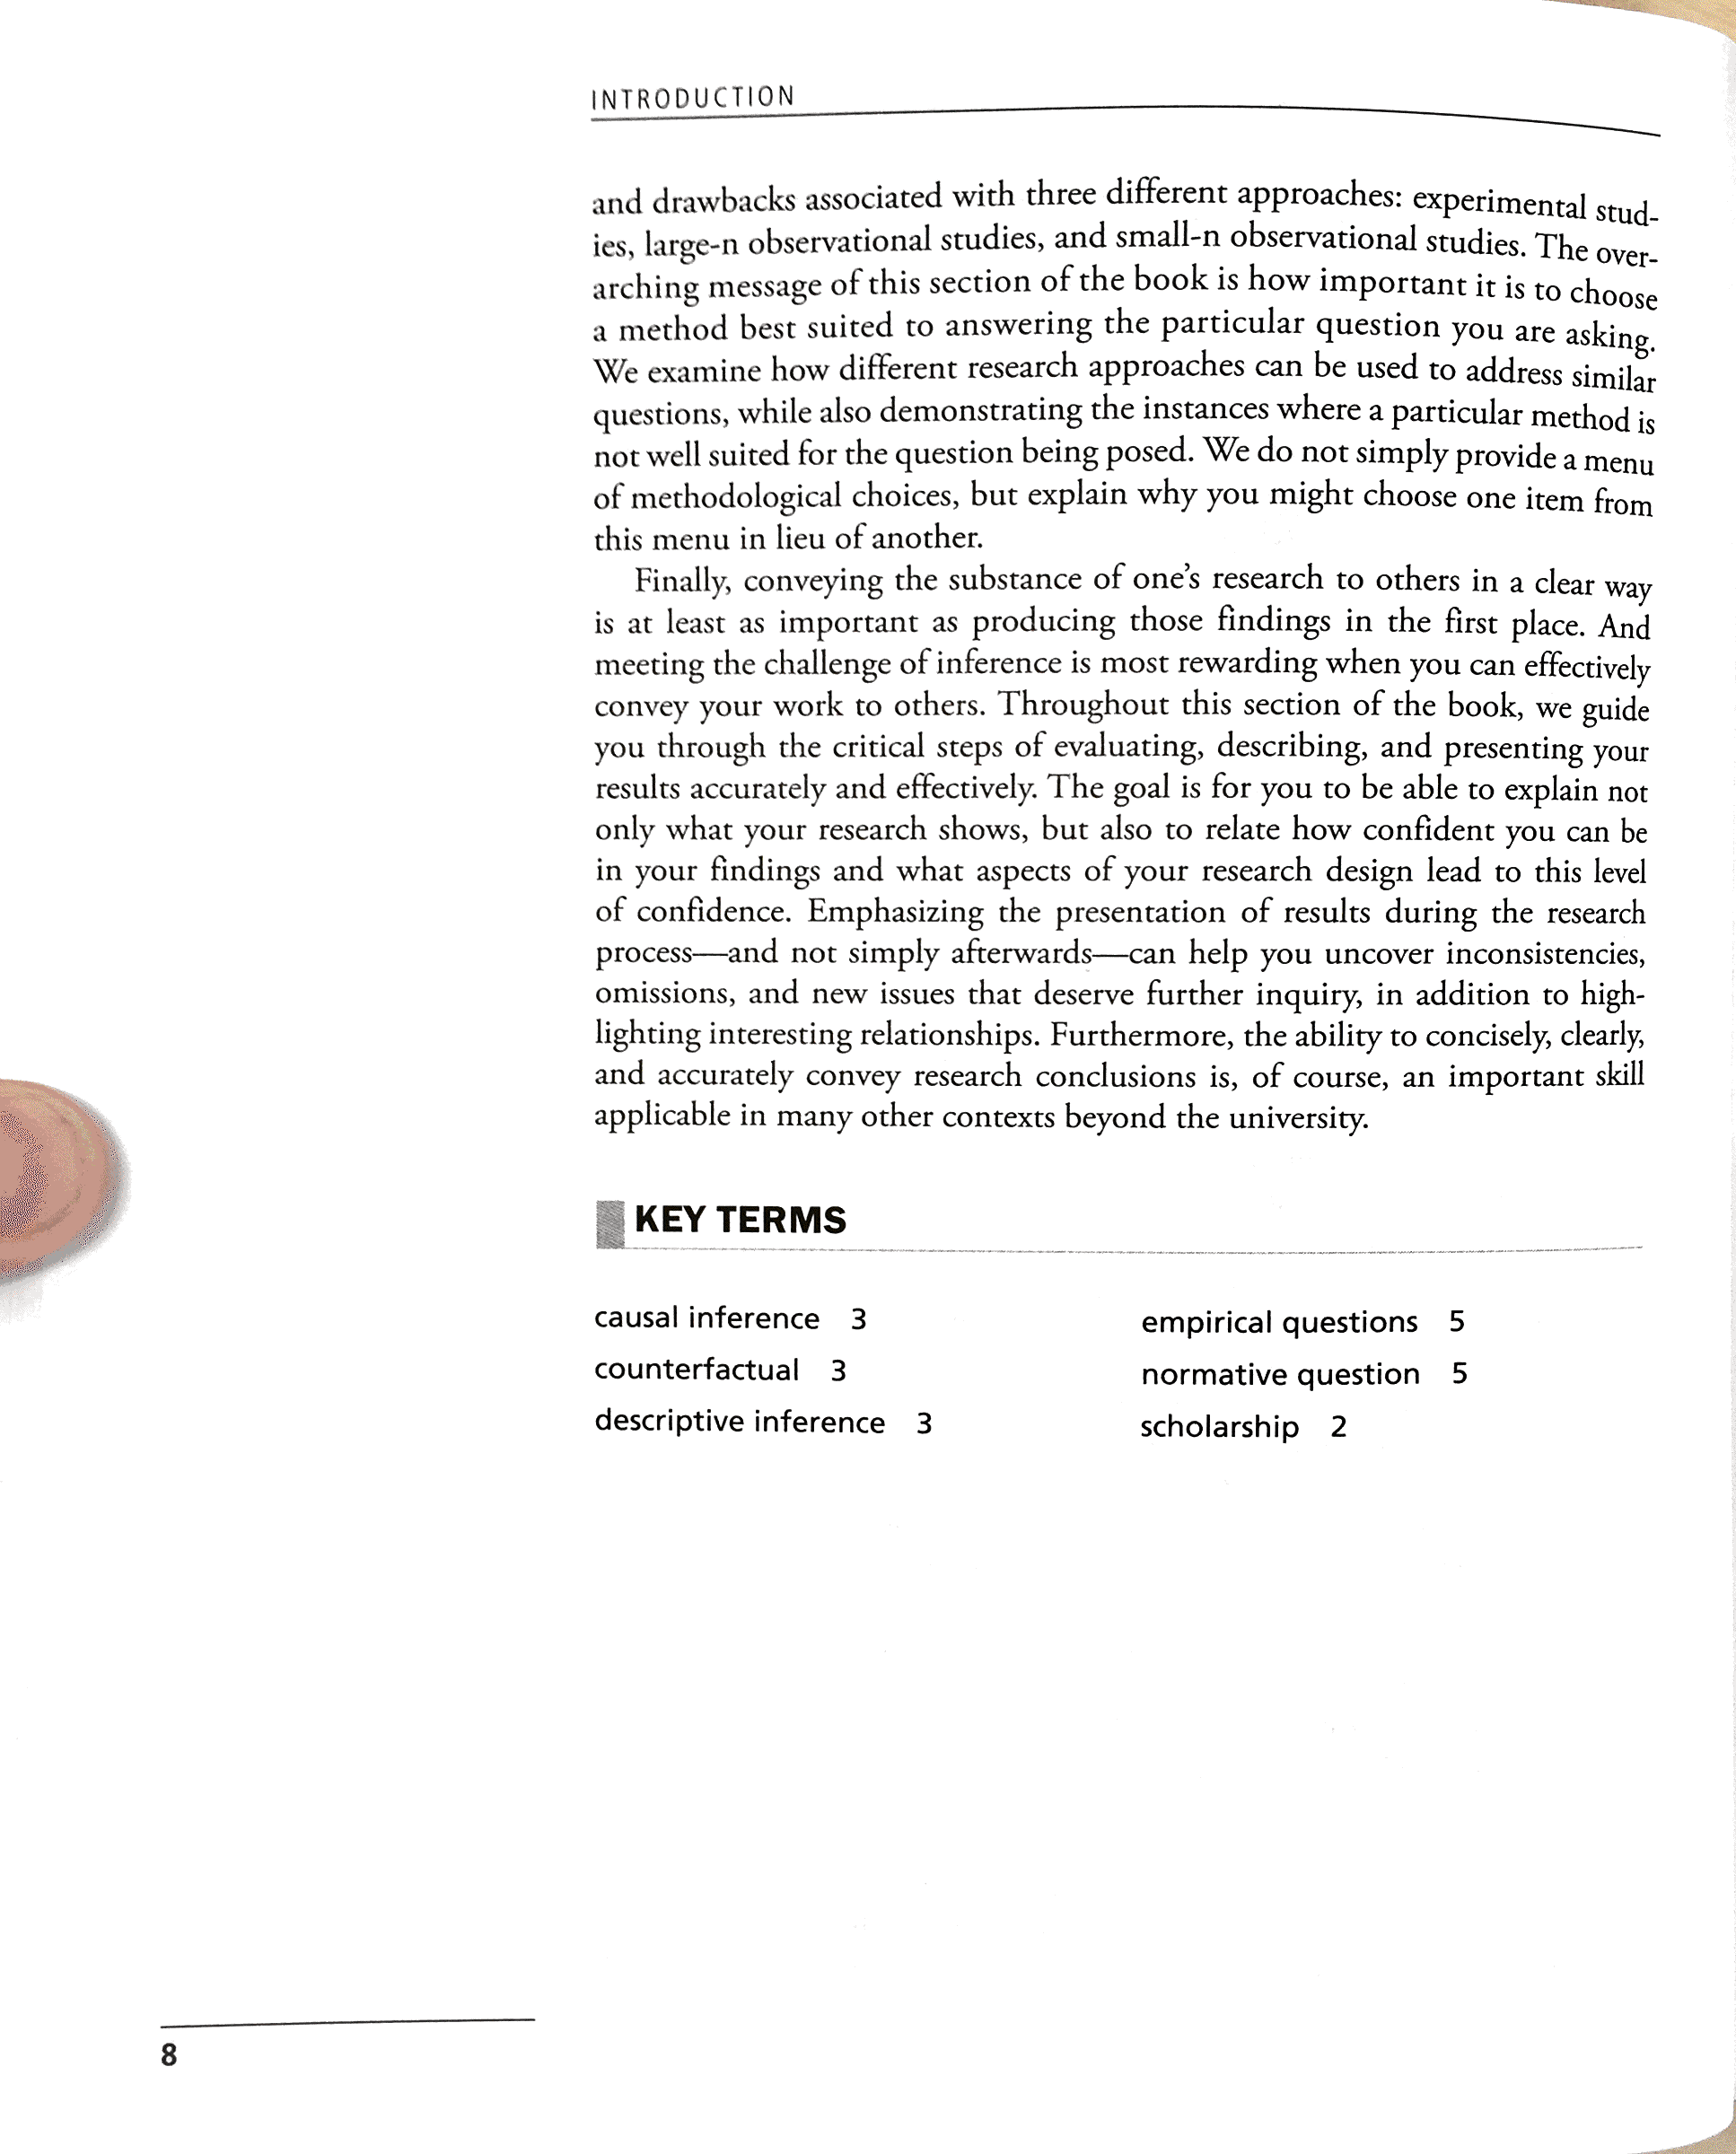 INTRODUCTION
and drawbacks associated with three different approaches: experimental stud-
ies, large-n observational studies, and small-n observational studies. The over-
arching message of this section of the book is how important it is to choose
a method best suited to answering the particular question you are asking.
We examine how different research approaches can be used to address similar
questions, while also demonstrating the instances where a particular method is
not well suited for the question being posed. We do not simply provide a menu
of methodological choices, but explain why you might choose one item from
this menu in lieu of another.
Finally, conveying the substance of one's research to others in a clear way
is at least as important as producing those findings in the first place. And
meeting the challenge of inference is most rewarding when you can effectively
convey your work to others. Throughout this section of the book, we guide
you through the critical steps of evaluating, describing, and presenting your
results accurately and effectively. The goal is for you to be able to explain not
only what your research shows, but also to relate how confident you can be
in your findings and what aspects of your research design lead to this level
of confidence. Emphasizing the presentation of results during the research
process—and not simply afterwards—can help you uncover inconsistencies,
omissions, and new issues that deserve further inquiry, in addition to high-
lighting interesting relationships. Furthermore, the ability to concisely, clearly,
and accurately convey research conclusions is, of course, an important skill
applicable in many other contexts beyond the university.
KEY TERMS
causal inference 3
counterfactual 3
descriptive inference 3
empirical questions 5
normative question 5
scholarship 2
8